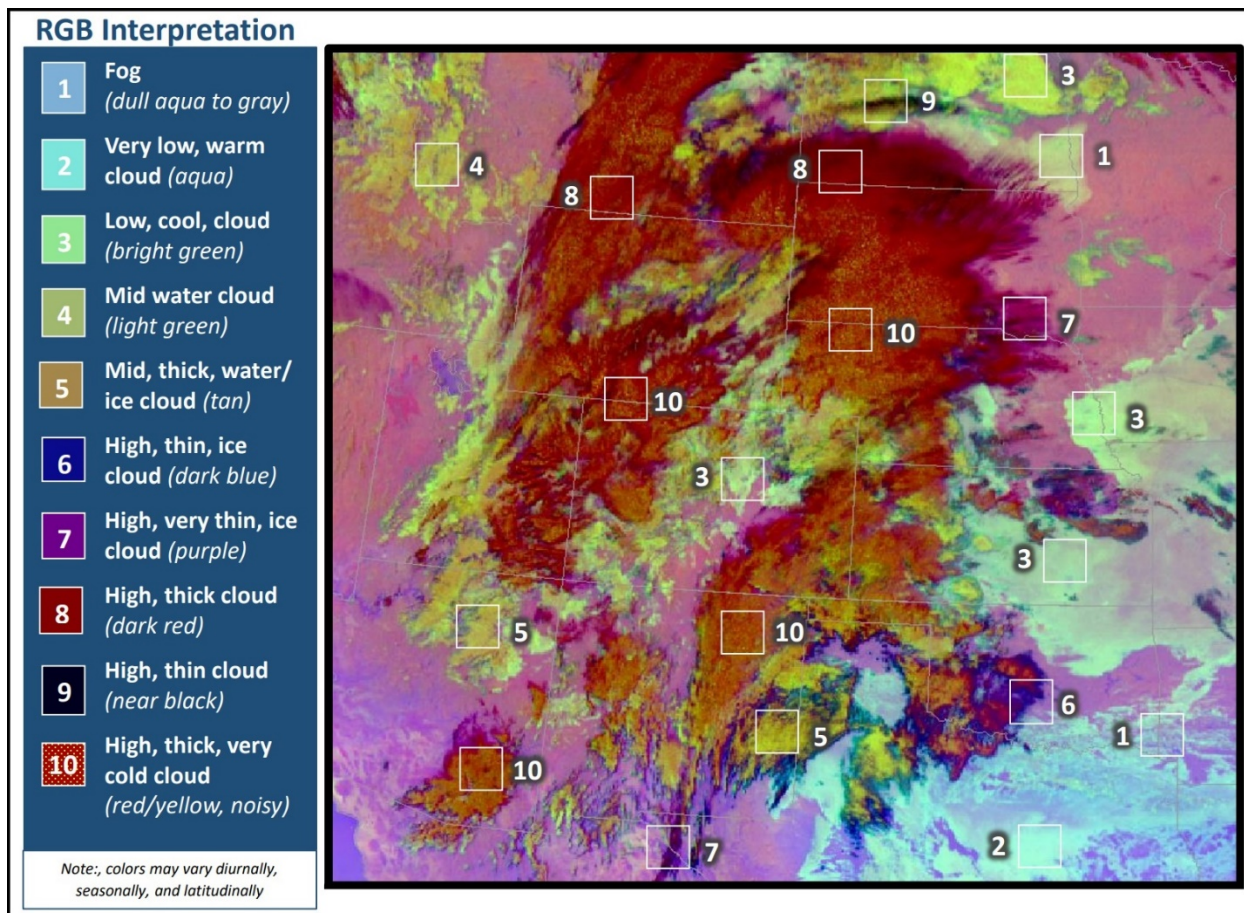 RGB Interpretation
1
Fog
(dull aqua to gray)
2
Very low, warm
cloud (aqua)
3
Low, cool, cloud
(bright green)
4
Mid water cloud
(light green)
5
Mid, thick, water/
ice cloud (tan)
6
High, thin, ice
cloud (dark blue)
7
High, very thin, ice
cloud (purple)
8
High, thick cloud
(dark red)
9
High, thin cloud
(near black)
10
High, thick, very
cold cloud
(red/yellow, noisy)
Note:, colors may vary diurnally,
seasonally, and latitudinally
3
9
4
8
1
8
10
7
10
3
3
3
5
10
6
5
1
10
7
2